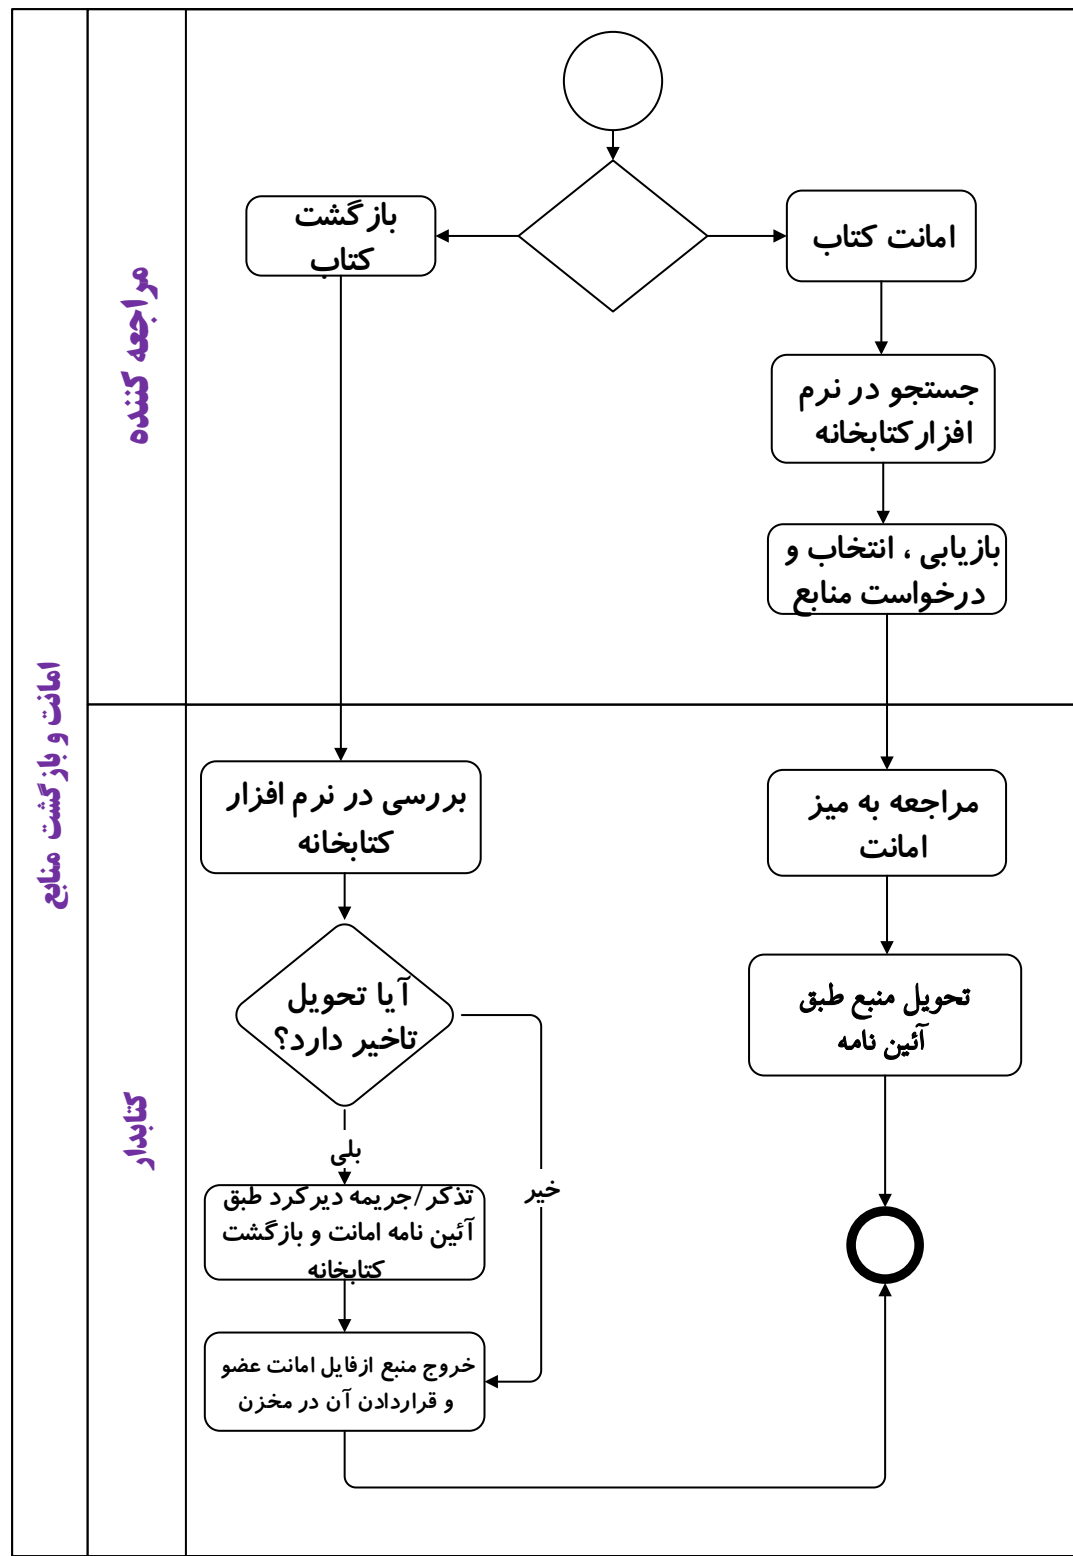 امانت و بازگشت منابع
مراجعه کننده
امانت کتاب
بازگشت
کتاب
جستجو در نرم
افزار کتابخانه
بازیابی ، انتخاب و
درخواست منابع
کتابدار
مراجعه به میز
امانت
بررسی در نرم افزار
کتابخانه
تحویل منبع طبق
آئین نامه
آیا تحویل
تاخیر دارد؟
بلی
خیر
تذکر/جریمه دیرکرد طبق
آئین نامه امانت و بازگشت
کتابخانه
خروج منبع ازفایل امانت عضو
و قراردادن آن در مخزن